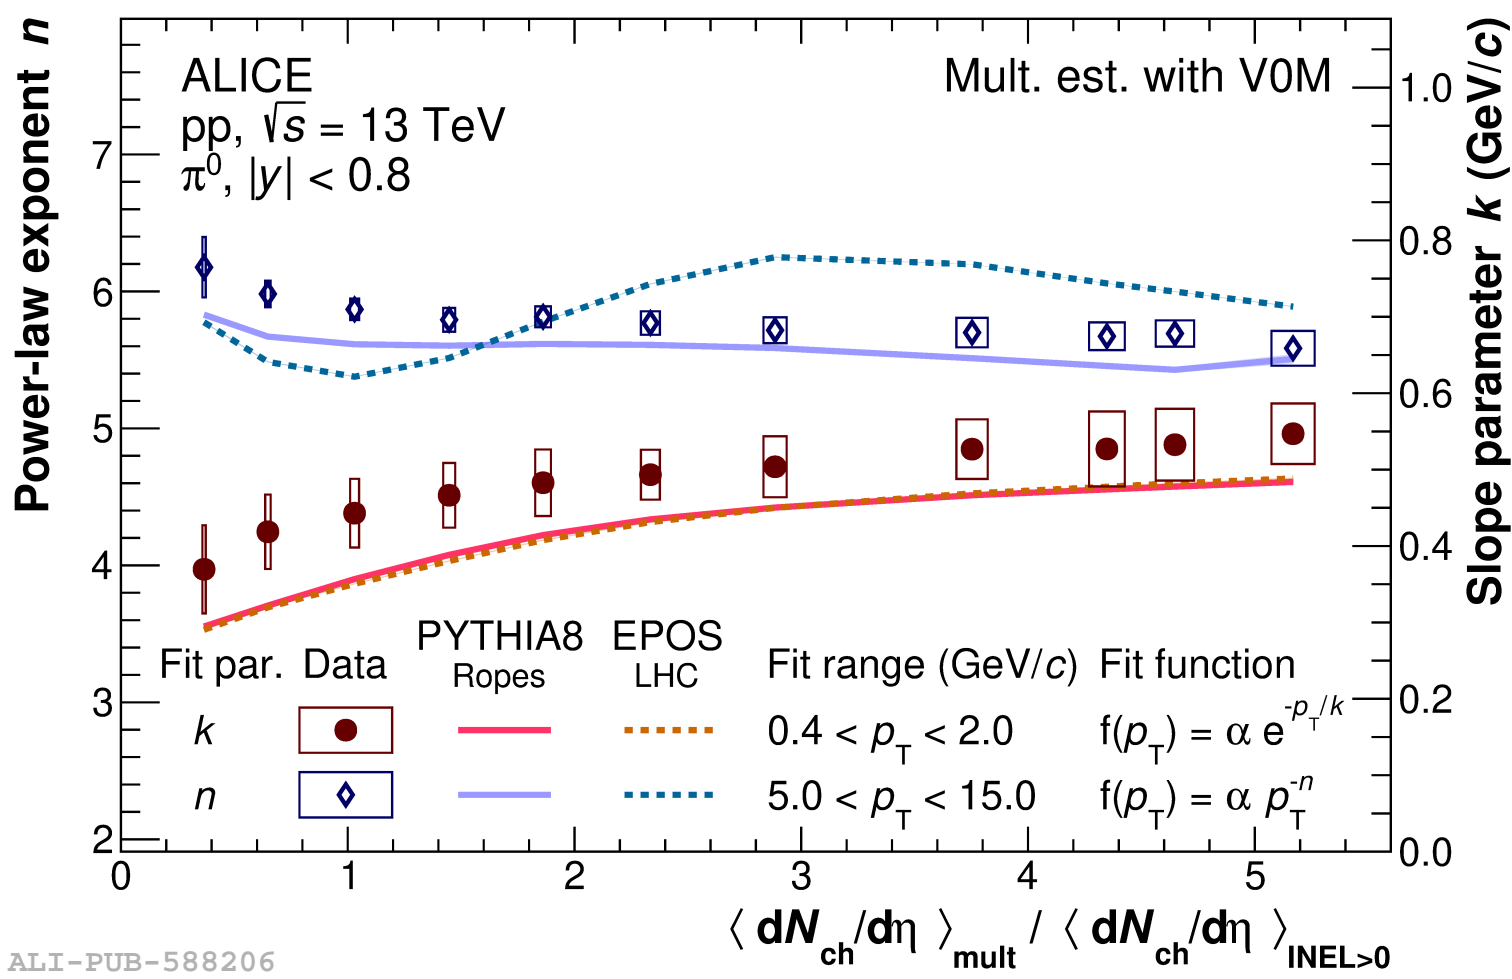 Power-law exponent n
Slope parameter k (GeV/c)
ALICE
pp, √s = 13 TeV
π⁰, |y| < 0.8
Mult. est. with V0M
7
6
5
4
3
2
1.0
0.8
0.6
0.4
0.2
0.0
PYTHIA8 EPOS
Fit par. Data Ropes LHC Fit range (GeV/c) Fit function
k 0.4 < p_T < 2.0 f(p_T) = α e^{-p_T/k}
n 5.0 < p_T < 15.0 f(p_T) = α p_T^{-n}
0 1 2 3 4 5
⟨ dN_ch/dη ⟩_mult / ⟨ dN_ch/dη ⟩_INEL>0
ALI-PUB-588206